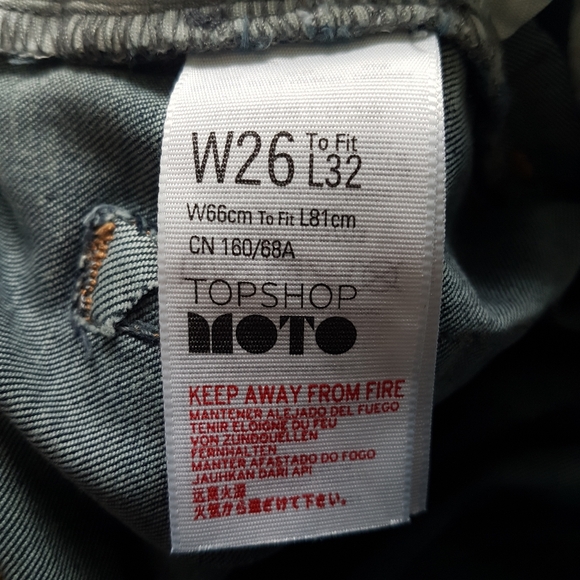 W26 To Fit L32
W66cm To Fit L81cm
CN 160/68A
TOPSHOP
MOTO
KEEP AWAY FROM FIRE
MANTENER ALEJADO DEL FUEGO
TENIR ELOIGNE DU FEU
VON ZUNDQUELLEN
FERNHALTEN
MANTER AFASTADO DO FOGO
JAUHKAN DARI API
远离火源
火気から遠ざけて下さい。